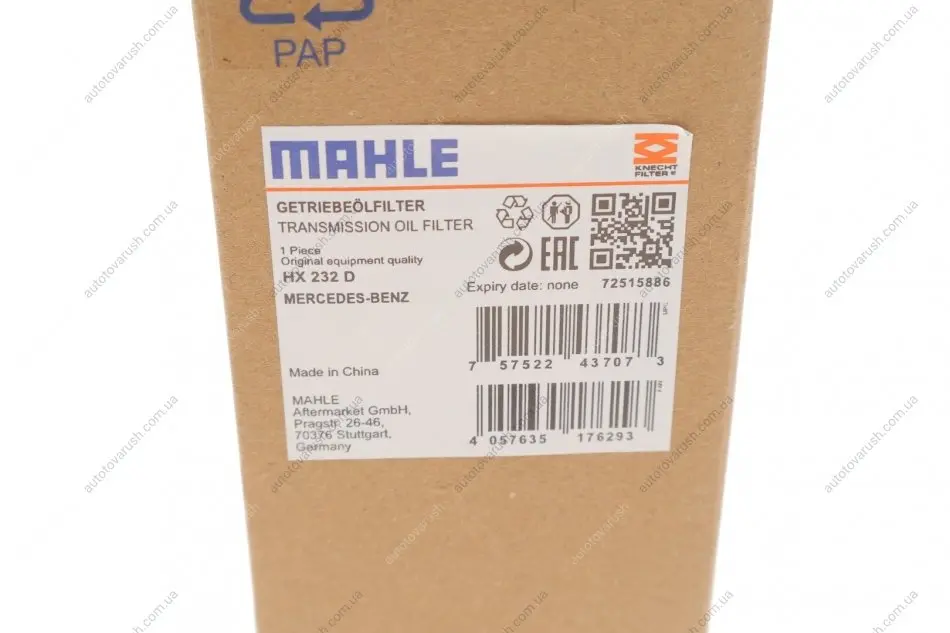 PAP
MAHLE
KNECHT
FILTER
GETRIEBEÖLFILTER
TRANSMISSION OIL FILTER
1 Piece
Original equipment quality
HX 232 D
MERCEDES-BENZ
EAC
Expiry date: none
72515886
UPC
7 57522 43707 3
Made in China
MAHLE
Aftermarket GmbH,
Pragstr. 26-46,
70376 Stuttgart,
Germany
EAN
4 057635 176293
autotovarush.com.ua